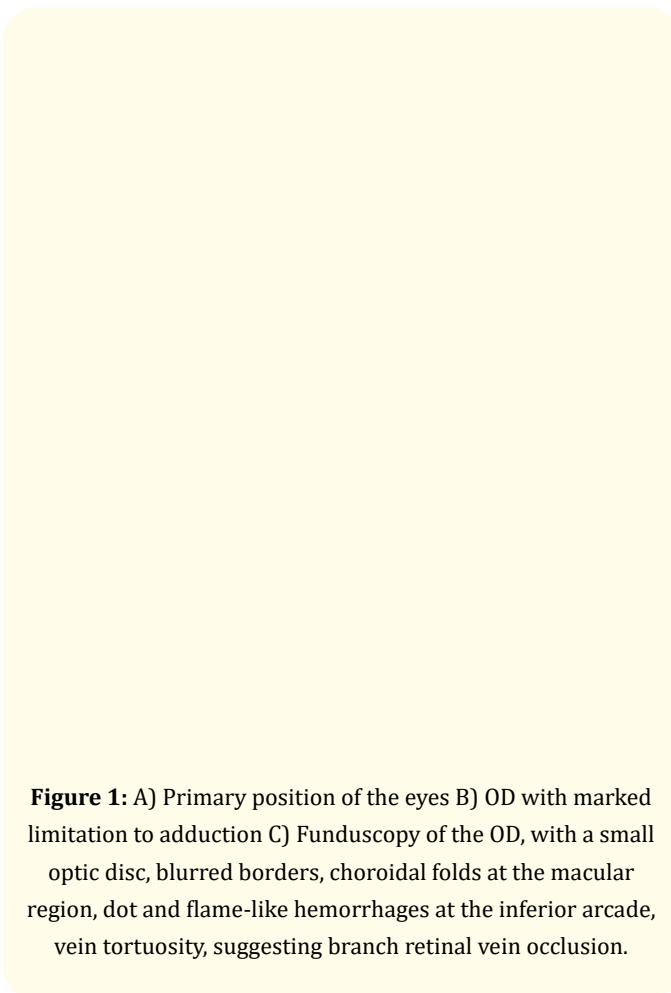 Figure 1: A) Primary position of the eyes B) OD with marked
limitation to adduction C) Funduscopy of the OD, with a small
optic disc, blurred borders, choroidal folds at the macular
region, dot and flame-like hemorrhages at the inferior arcade,
vein tortuosity, suggesting branch retinal vein occlusion.